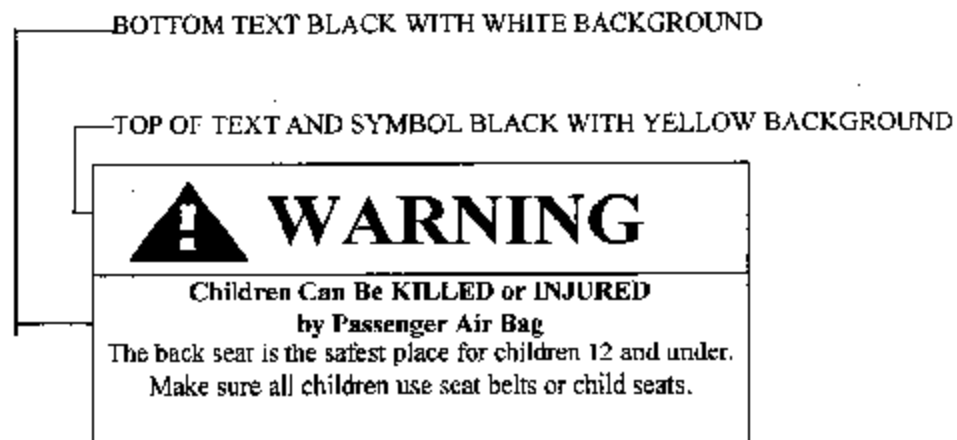 BOTTOM TEXT BLACK WITH WHITE BACKGROUND
TOP OF TEXT AND SYMBOL BLACK WITH YELLOW BACKGROUND
WARNING
Children Can Be KILLED or INJURED
by Passenger Air Bag
The back seat is the safest place for children 12 and under.
Make sure all children use seat belts or child seats.